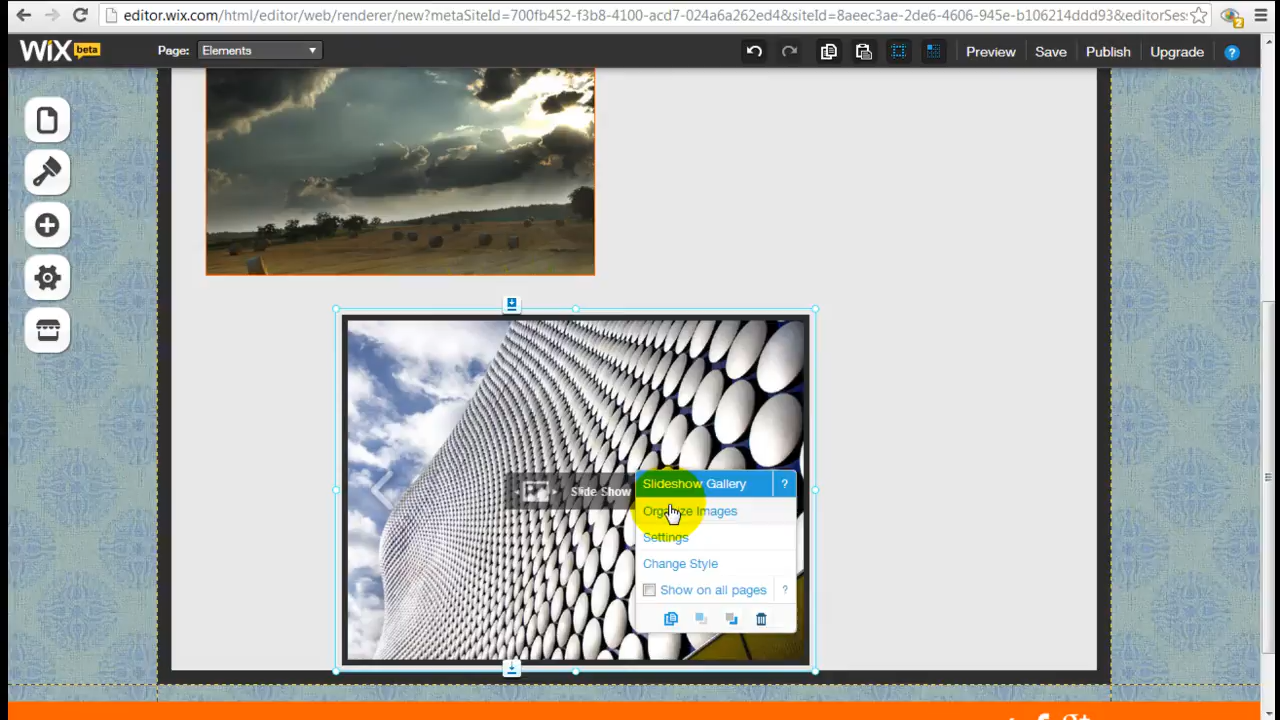 editor.wix.com/html/editor/web/renderer/new?metaSiteId=700fb452-f3b8-4100-acd7-024a6a262ed4&siteId=8aeec3ae-2de6-4606-945e-b106214ddd93&editorSes
2
WiX beta
Page:
Elements
Preview
Save
Publish
Upgrade
?
Slide Show
Slideshow Gallery
?
Organize Images
Settings
Change Style
Show on all pages
?